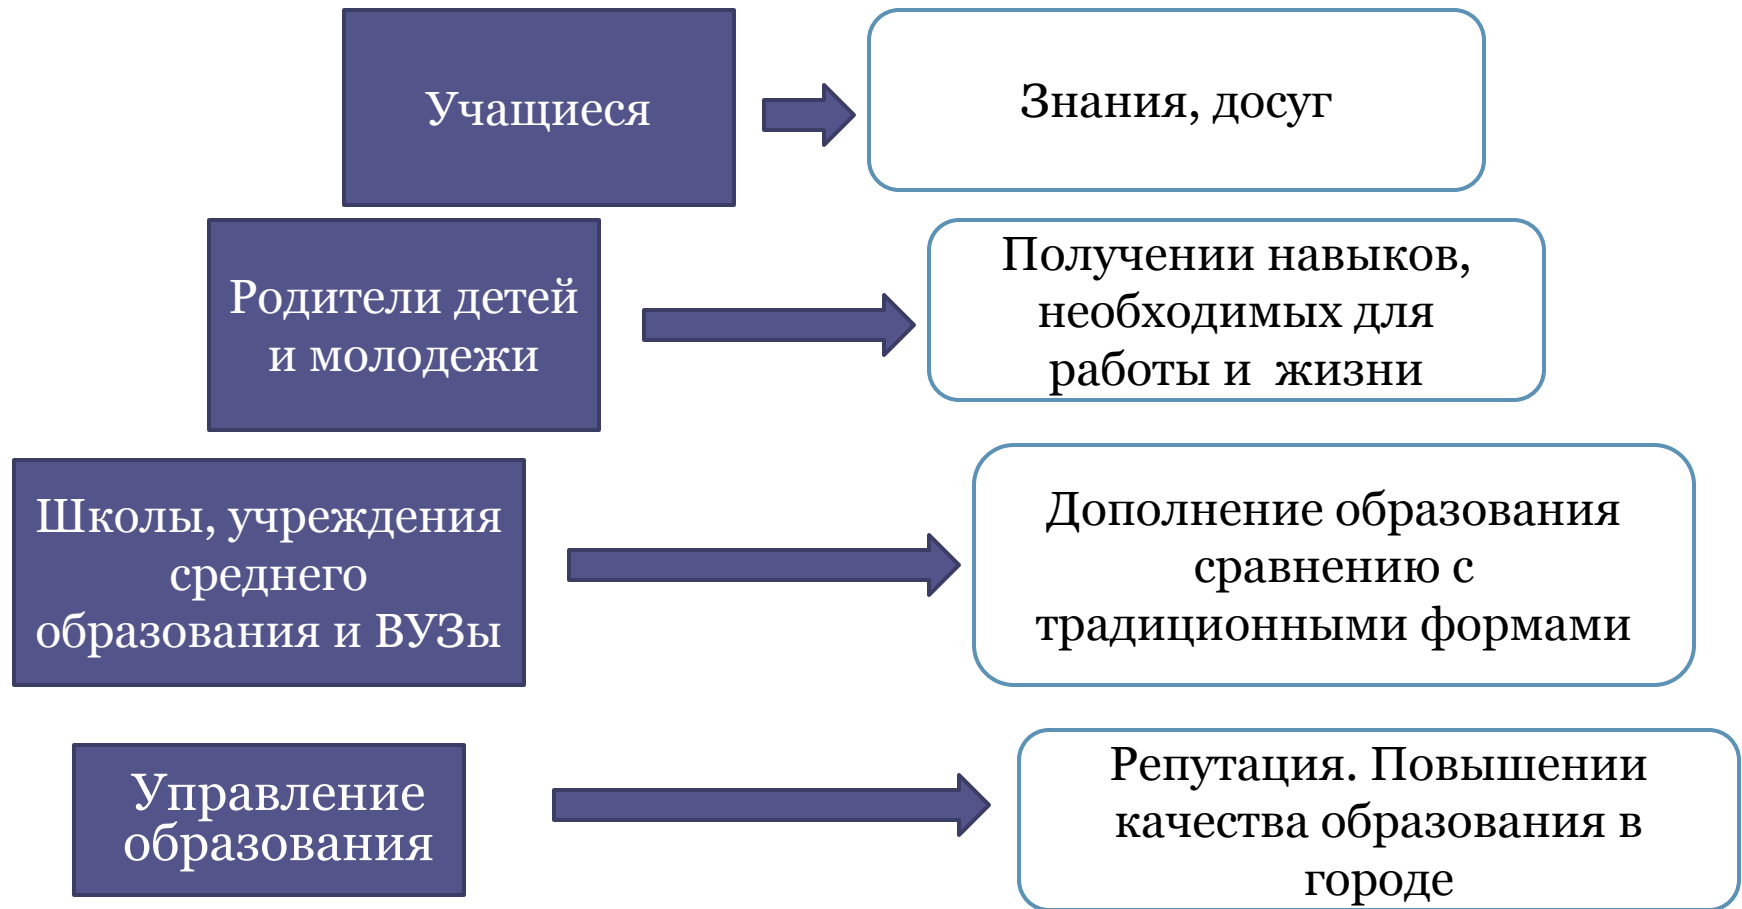 Учащиеся
Знания, досуг
Родители детей
и молодежи
Получении навыков,
необходимых для
работы и жизни
Школы, учреждения
среднего
образования и ВУЗы
Дополнение образования
сравнению с
традиционными формами
Управление
образования
Репутация. Повышении
качества образования в
городе